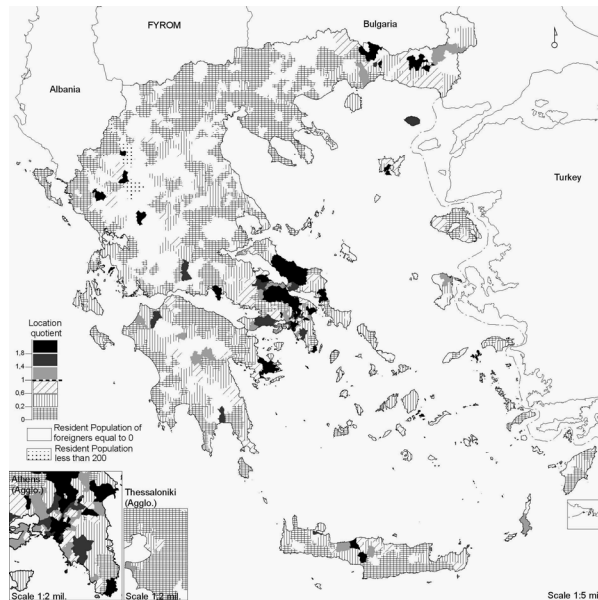 FYROM
Bulgaria
Albania
Turkey
Location
quotient
1,8
1,4
1
0,6
0,2
0
Resident Population of
foreigners equal to 0
Resident Population
less than 200
Athens
(Agglo.)
Thessaloniki
(Agglo.)
Scale 1:2 mil.
Scale 1:2 mil.
Scale 1:5 mil